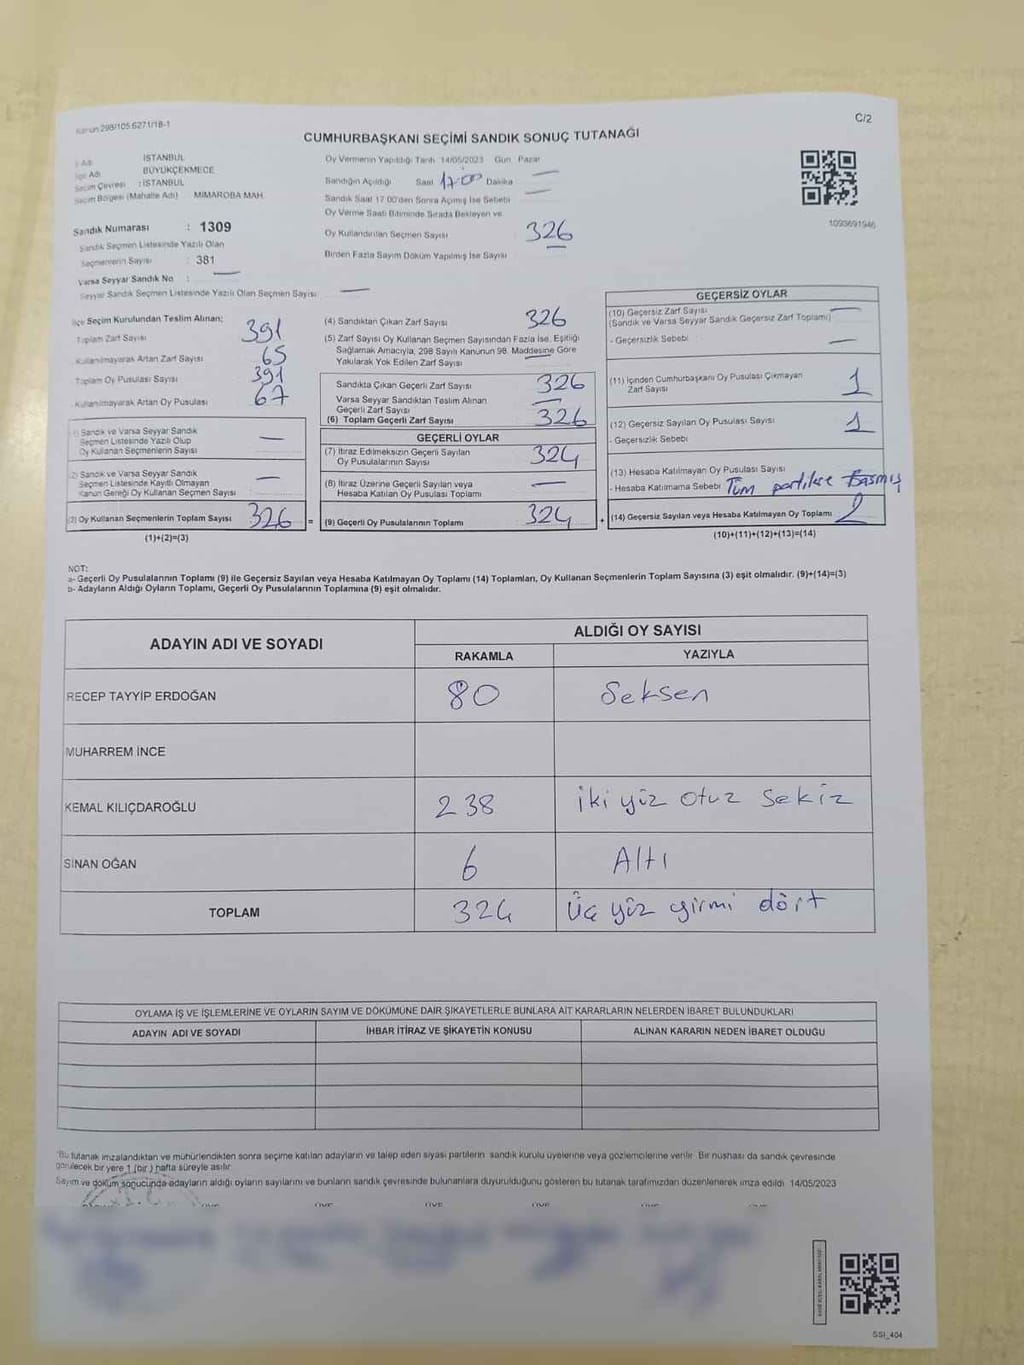 Kanun 298/105 6271/18-1
C/2
CUMHURBAŞKANI SEÇİMİ SANDIK SONUÇ TUTANAĞI
İl Adı İSTANBUL
İlçe Adı BÜYÜKÇEKMECE
Seçim Çevresi : İSTANBUL
Seçim Bölgesi (Mahalle Adı) : MİMAROBA MAH.
Sandık Numarası : 1309
Sandık Seçmen Listesinde Yazılı Olan
Seçmenlerin Sayısı : 381
Varsa Seyyar Sandık No : —
Seyyar Sandık Seçmen Listesinde Yazılı Olan Seçmen Sayısı: —
Oy Vermenin Yapıldığı Tarih 14/05/2023 Gün Pazar
Sandığın Açıldığı Saat 17:00 Dakika —
Sandık Saat 17.00'den Sonra Açımış İse Sebebi —
Oy Verme Saati Bitiminde Sırada Bekleyen ve
Oy Kullandırılan Seçmen Sayısı 326
Birden Fazla Sayım Döküm Yapılmış İse Sayısı —
1093691946
İlçe Seçim Kurulundan Teslim Alınan;
Toplam Zarf Sayısı 391
Kullanılmayarak Artan Zarf Sayısı 65
Toplam Oy Pusulası Sayısı 391
Kullanılmayarak Artan Oy Pusulası 67
(1) Sandık ve Varsa Seyyar Sandık
Seçmen Listesinde Yazılı Olup
Oy Kullanan Seçmenlerin Sayısı —
(2) Sandık ve Varsa Seyyar Sandık
Seçmen Listesinde Kayıtlı Olmayan
Kanun Gereği Oy Kullanan Seçmen Sayısı —
(3) Oy Kullanan Seçmenlerin Toplam Sayısı 326 =
(1)+(2)=(3)
(4) Sandıktan Çıkan Zarf Sayısı 326
(5) Zarf Sayısı Oy Kullanan Seçmen Sayısından Fazla İse, Eşitliği
Sağlamak Amacıyla, 298 Sayılı Kanunun 98. Maddesine Göre
Yakılarak Yok Edilen Zarf Sayısı —
Sandıkta Çıkan Geçerli Zarf Sayısı 326
Varsa Seyyar Sandıktan Teslim Alınan
Geçerli Zarf Sayısı —
(6) Toplam Geçerli Zarf Sayısı 326
GEÇERLİ OYLAR
(7) İtiraz Edilmeksizin Geçerli Sayılan
Oy Pusulalarının Sayısı 324
(8) İtiraz Üzerine Geçerli Sayılan veya
Hesaba Katılan Oy Pusulası Toplamı —
(9) Geçerli Oy Pusulalarının Toplamı 324 +
GEÇERSİZ OYLAR
(10) Geçersiz Zarf Sayısı —
(Sandık ve Varsa Seyyar Sandık Geçersiz Zarf Toplamı)
- Geçersizlik Sebebi —
(11) İçinden Cumhurbaşkanı Oy Pusulası Çıkmayan
Zarf Sayısı 1
(12) Geçersiz Sayılan Oy Pusulası Sayısı 1
- Geçersizlik Sebebi
(13) Hesaba Katılmayan Oy Pusulası Sayısı
- Hesaba Katılmama Sebebi Tüm partilere Basmış
(14) Geçersiz Sayılan veya Hesaba Katılmayan Oy Toplamı 2
(10)+(11)+(12)+(13)=(14)
NOT:
a- Geçerli Oy Pusulalarının Toplamı (9) ile Geçersiz Sayılan veya Hesaba Katılmayan Oy Toplamı (14) Toplamları, Oy Kullanan Seçmenlerin Toplam Sayısına (3) eşit olmalıdır. (9)+(14)=(3)
b- Adayların Aldığı Oyların Toplamı, Geçerli Oy Pusulalarının Toplamına (9) eşit olmalıdır.
ADAYIN ADI VE SOYADI ALDIĞI OY SAYISI
RAKAMLA YAZIYLA
RECEP TAYYİP ERDOĞAN 80 Seksen
MUHARREM İNCE
KEMAL KILIÇDAROĞLU 238 iki yüz otuz sekiz
SİNAN OĞAN 6 Altı
TOPLAM 324 Üç yüz yirmi dört
OYLAMA İŞ VE İŞLEMLERİNE VE OYLARIN SAYIM VE DÖKÜMÜNE DAİR ŞİKAYETLERLE BUNLARA AİT KARARLARIN NELERDEN İBARET BULUNDUKLARI
ADAYIN ADI VE SOYADI İHBAR İTİRAZ VE ŞİKAYETİN KONUSU ALINAN KARARIN NEDEN İBARET OLDUĞU
*Bu tutanak imzalandıktan ve mühürlendikten sonra seçime katılan adayların ve talep eden siyasi partilerin sandık kurulu üyelerine veya gözlemcilerine verilir. Bir nüshası da sandık çevresinde
görülecek bir yere 1 (bir ) hafta süreyle asılır.
Sayım ve döküm sonucunda adayların aldığı oyların sayılarını ve bunların sandık çevresinde bulunanlara duyurulduğunu gösteren bu tutanak tarafımızdan düzenlenerek imza edildi. 14/05/2023
SSI_404